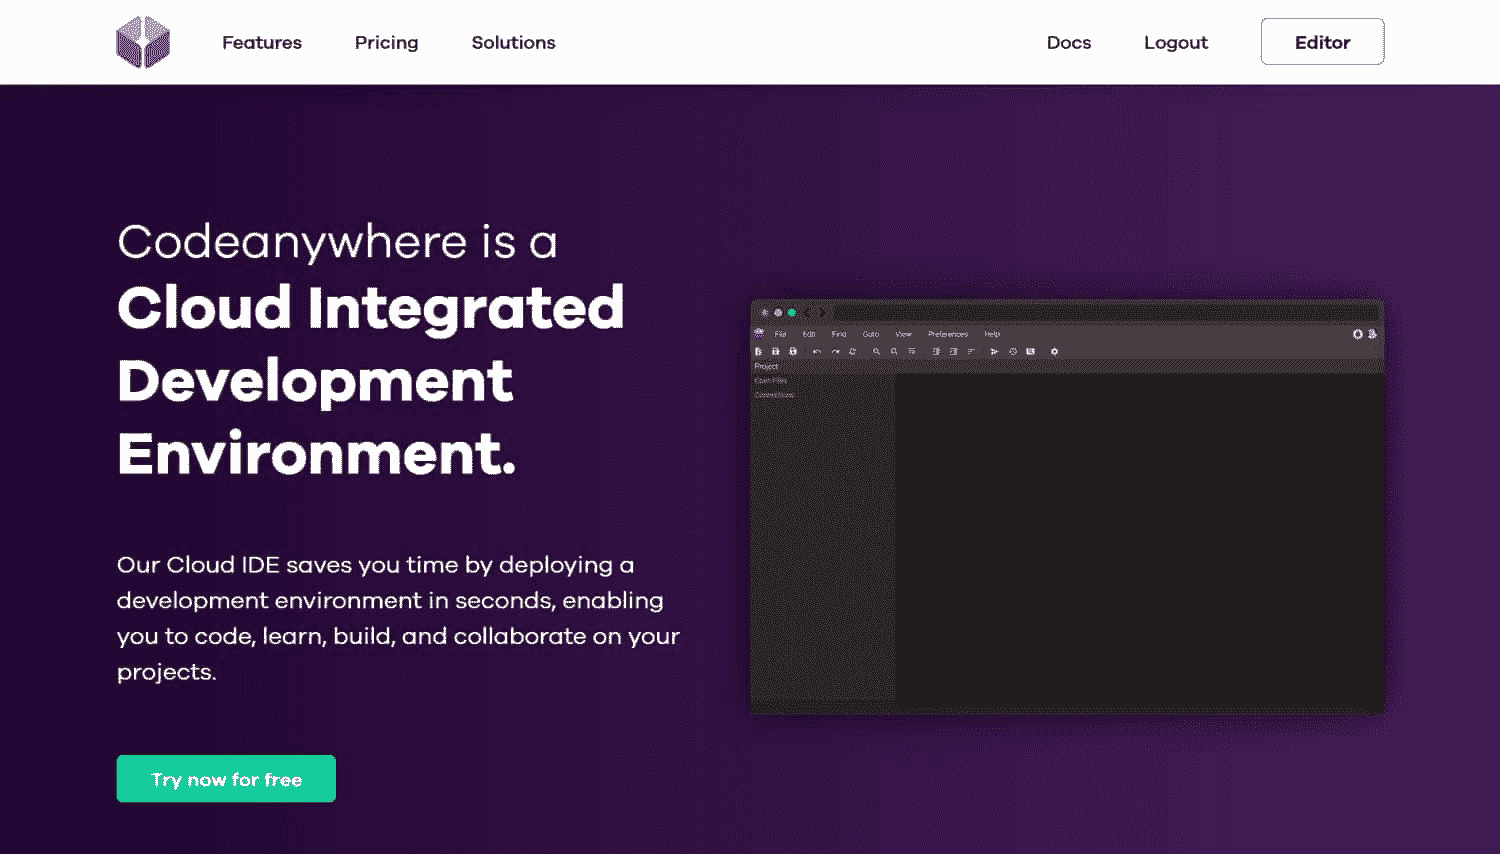 Features Pricing Solutions Docs Logout Editor
Codeanywhere is a
Cloud Integrated
Development
Environment.
Our Cloud IDE saves you time by deploying a
development environment in seconds, enabling
you to code, learn, build, and collaborate on your
projects.
Try now for free
File Edit Find Goto View Preferences Help
Project
Open Files
Connections